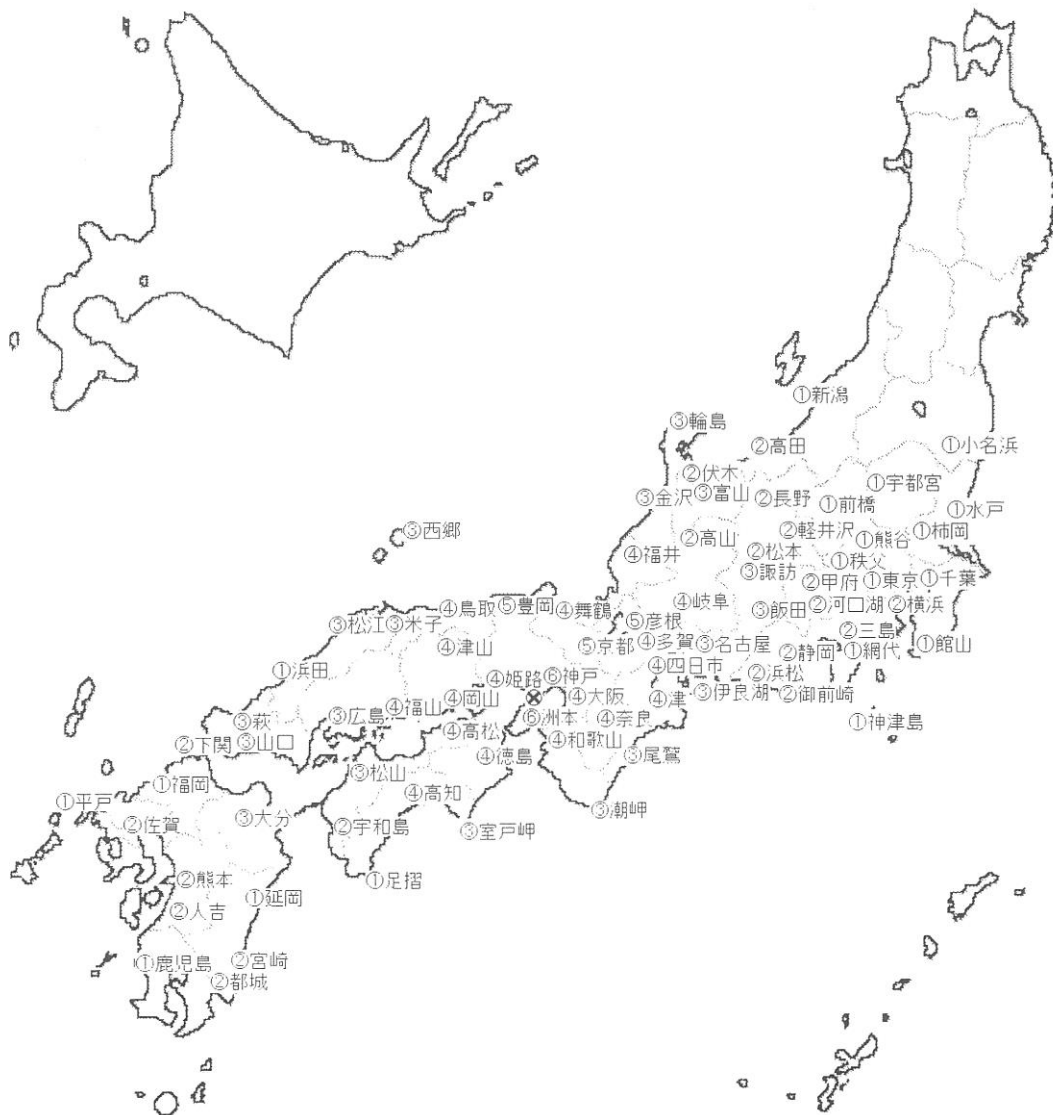 ①新潟
③輪島
②高田
①小名浜
②伏木
①宇都宮
③金沢
③富山
②長野
①前橋
①水戸
③西郷
④福井
②高山
②軽井沢
①熊谷
①柿岡
②松本
①秩父
③諏訪
②甲府
①東京
①千葉
④鳥取
⑤豊岡
④舞鶴
④岐阜
③飯田
②河口湖
②横浜
③松江
③米子
⑤彦根
②三島
④津山
⑤京都
④多賀
③名古屋
②静岡
①網代
①館山
①浜田
④姫路
⑥神戸
④四日市
②浜松
④岡山
④大阪
④津
③伊良湖
②御前崎
③萩
③広島
④福山
⑥洲本
④奈良
①神津島
②下関
③山口
④高松
④和歌山
④徳島
③尾鷲
①福岡
③松山
①平戸
④高知
②佐賀
③大分
②宇和島
③室戸岬
③潮岬
②熊本
①足摺
①延岡
②人吉
①鹿児島
②宮崎
②都城